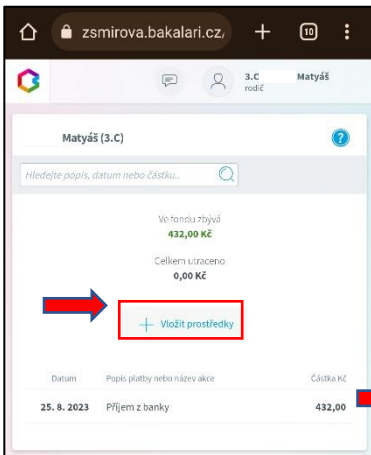 zsmirova.bakalari.cz/
10
3.C Matyáš
rodič
Matyáš (3.C)
?
Hledejte popis, datum nebo částku..
Ve fondu zbývá
432,00 Kč
Celkem utraceno
0,00 Kč
Vložit prostředky
Datum Popis platby nebo název akce Částka Kč
25. 8. 2023 Příjem z banky 432,00